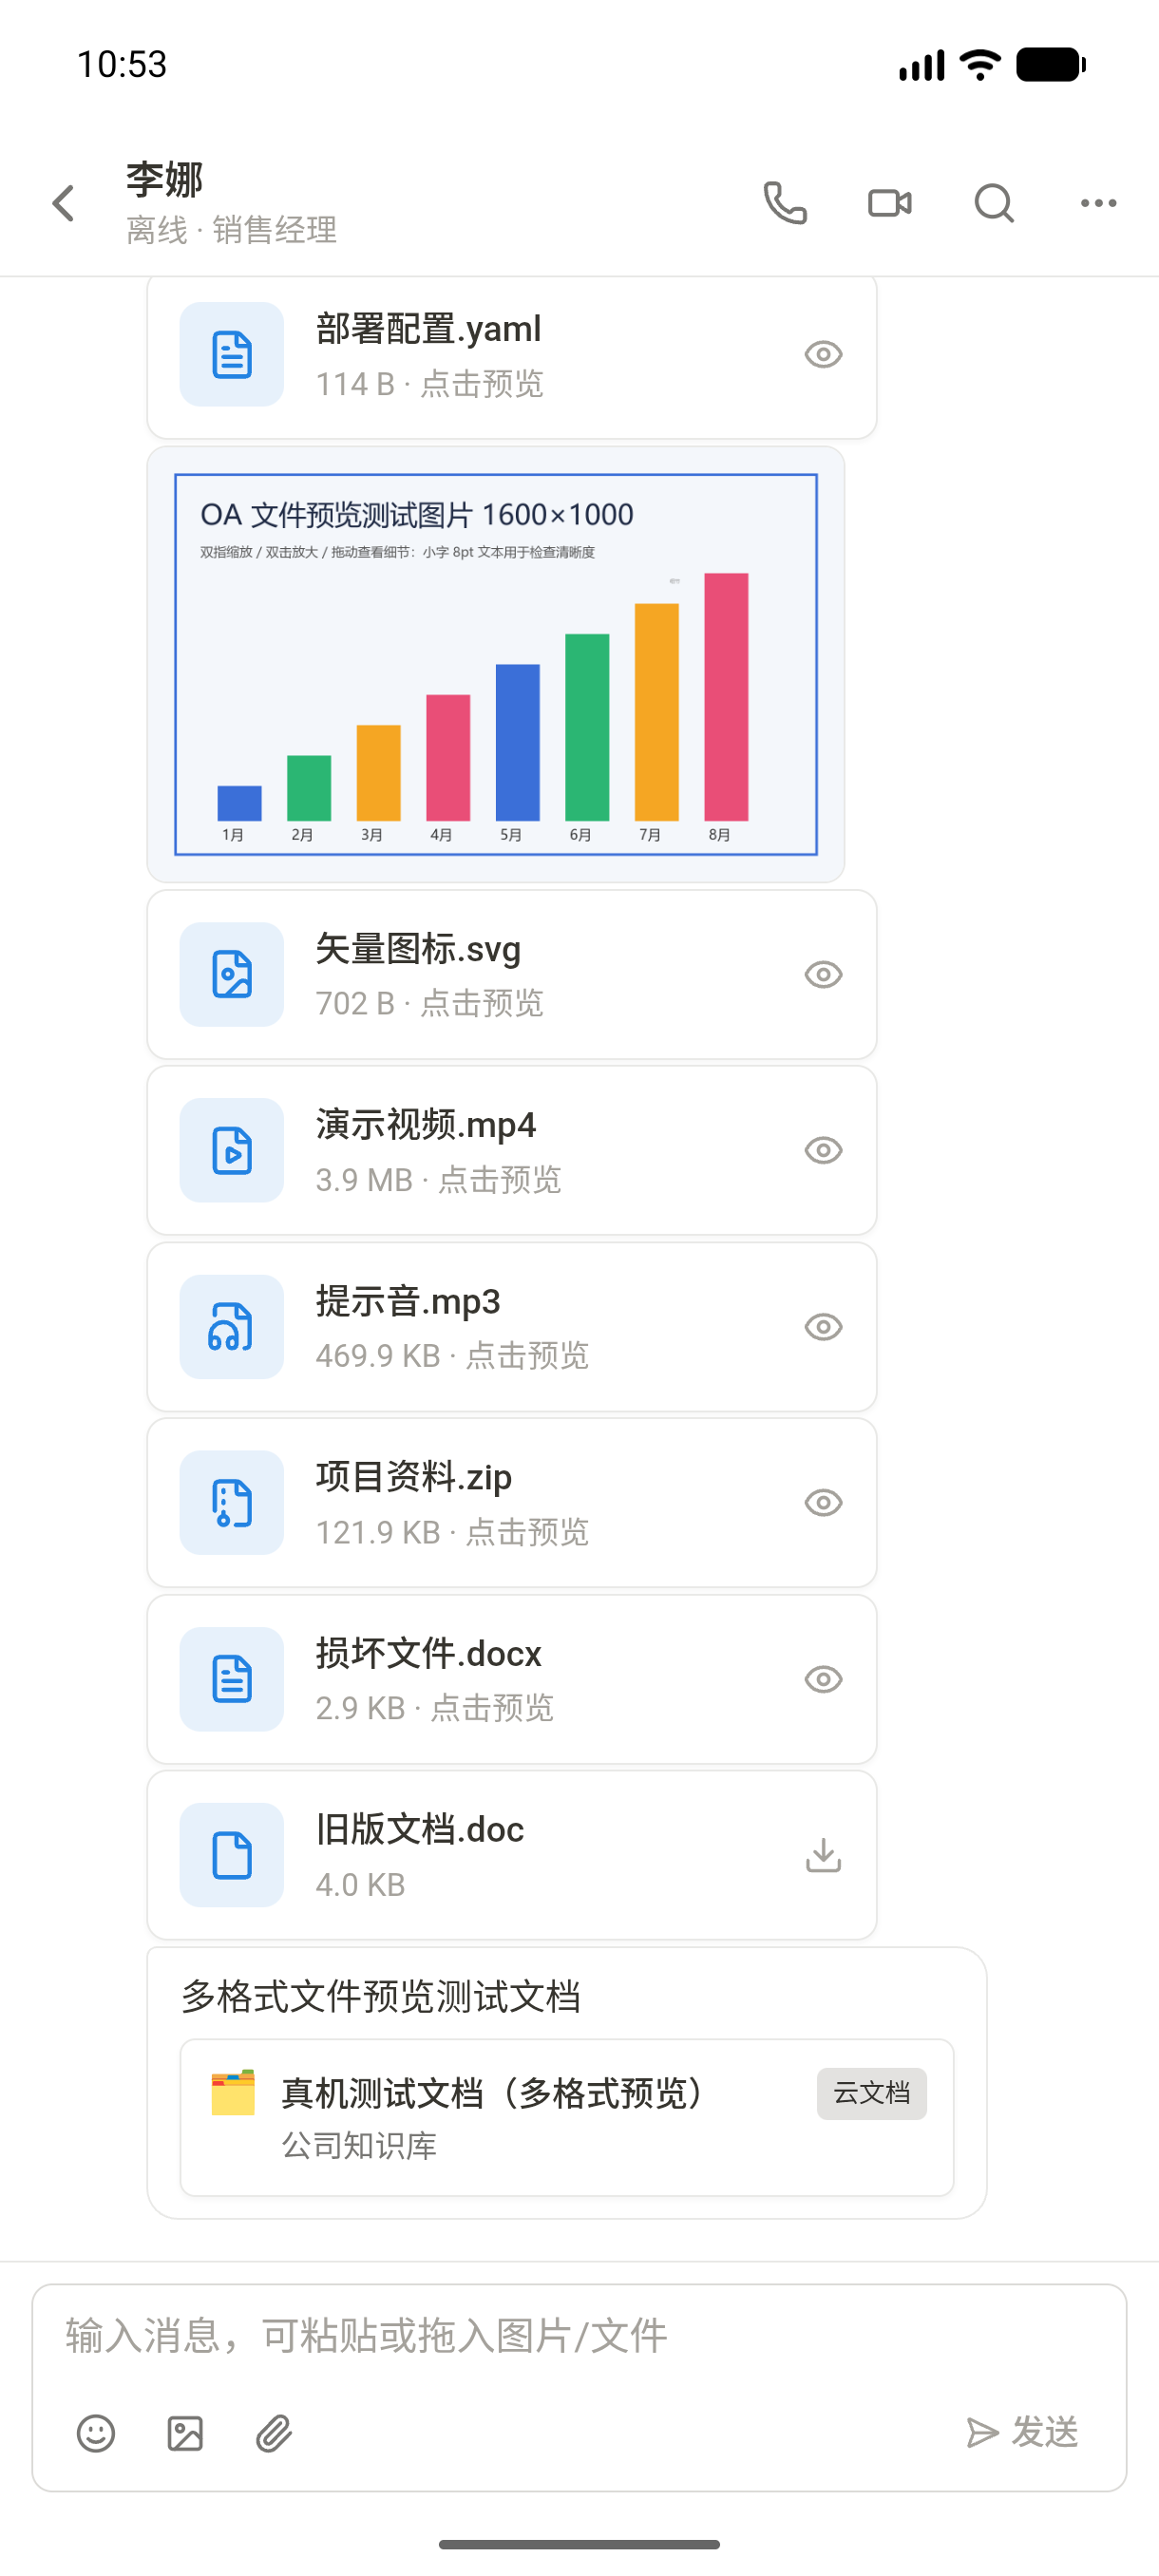 10:53
李娜
离线 · 销售经理
部署配置.yaml
114 B · 点击预览
OA 文件预览测试图片 1600×1000
双指缩放 / 双击放大 / 拖动查看细节：小字 8pt 文本用于检查清晰度
1月 2月 3月 4月 5月 6月 7月 8月
矢量图标.svg
702 B · 点击预览
演示视频.mp4
3.9 MB · 点击预览
提示音.mp3
469.9 KB · 点击预览
项目资料.zip
121.9 KB · 点击预览
损坏文件.docx
2.9 KB · 点击预览
旧版文档.doc
4.0 KB
多格式文件预览测试文档
真机测试文档（多格式预览）
云文档
公司知识库
输入消息，可粘贴或拖入图片/文件
发送